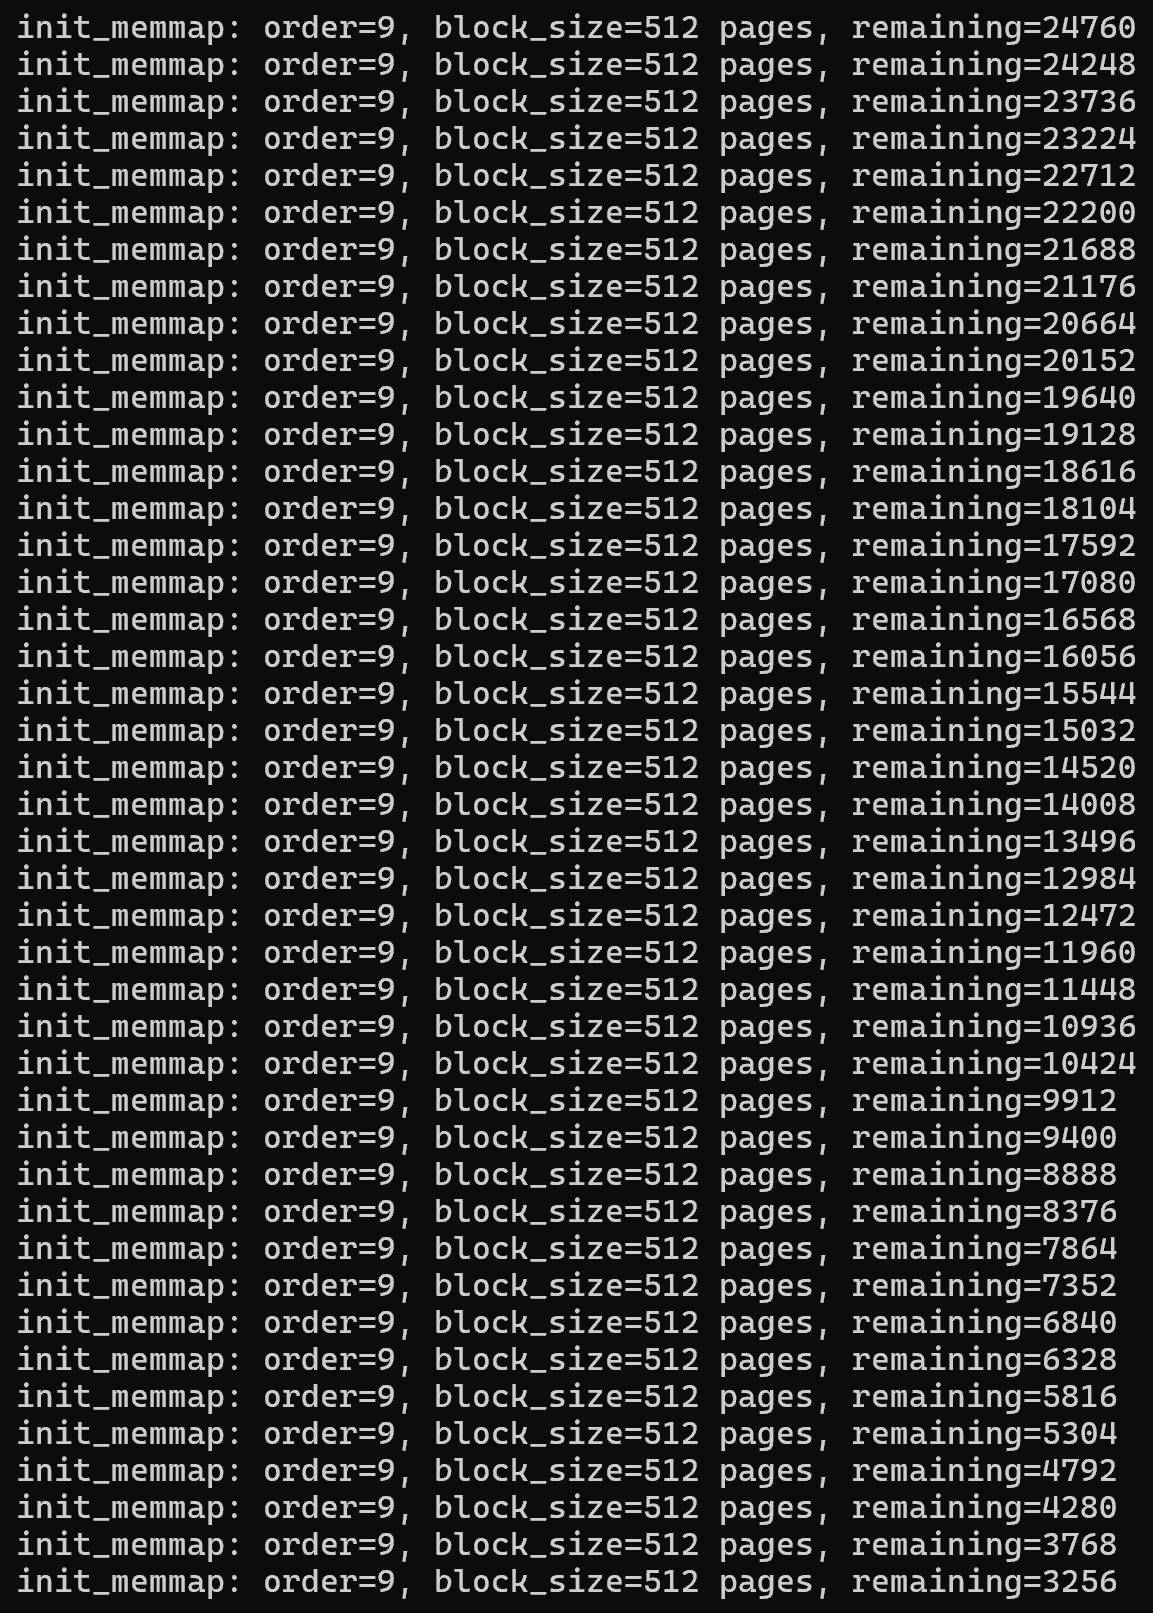 init_memmap: order=9, block_size=512 pages, remaining=24760
init_memmap: order=9, block_size=512 pages, remaining=24248
init_memmap: order=9, block_size=512 pages, remaining=23736
init_memmap: order=9, block_size=512 pages, remaining=23224
init_memmap: order=9, block_size=512 pages, remaining=22712
init_memmap: order=9, block_size=512 pages, remaining=22200
init_memmap: order=9, block_size=512 pages, remaining=21688
init_memmap: order=9, block_size=512 pages, remaining=21176
init_memmap: order=9, block_size=512 pages, remaining=20664
init_memmap: order=9, block_size=512 pages, remaining=20152
init_memmap: order=9, block_size=512 pages, remaining=19640
init_memmap: order=9, block_size=512 pages, remaining=19128
init_memmap: order=9, block_size=512 pages, remaining=18616
init_memmap: order=9, block_size=512 pages, remaining=18104
init_memmap: order=9, block_size=512 pages, remaining=17592
init_memmap: order=9, block_size=512 pages, remaining=17080
init_memmap: order=9, block_size=512 pages, remaining=16568
init_memmap: order=9, block_size=512 pages, remaining=16056
init_memmap: order=9, block_size=512 pages, remaining=15544
init_memmap: order=9, block_size=512 pages, remaining=15032
init_memmap: order=9, block_size=512 pages, remaining=14520
init_memmap: order=9, block_size=512 pages, remaining=14008
init_memmap: order=9, block_size=512 pages, remaining=13496
init_memmap: order=9, block_size=512 pages, remaining=12984
init_memmap: order=9, block_size=512 pages, remaining=12472
init_memmap: order=9, block_size=512 pages, remaining=11960
init_memmap: order=9, block_size=512 pages, remaining=11448
init_memmap: order=9, block_size=512 pages, remaining=10936
init_memmap: order=9, block_size=512 pages, remaining=10424
init_memmap: order=9, block_size=512 pages, remaining=9912
init_memmap: order=9, block_size=512 pages, remaining=9400
init_memmap: order=9, block_size=512 pages, remaining=8888
init_memmap: order=9, block_size=512 pages, remaining=8376
init_memmap: order=9, block_size=512 pages, remaining=7864
init_memmap: order=9, block_size=512 pages, remaining=7352
init_memmap: order=9, block_size=512 pages, remaining=6840
init_memmap: order=9, block_size=512 pages, remaining=6328
init_memmap: order=9, block_size=512 pages, remaining=5816
init_memmap: order=9, block_size=512 pages, remaining=5304
init_memmap: order=9, block_size=512 pages, remaining=4792
init_memmap: order=9, block_size=512 pages, remaining=4280
init_memmap: order=9, block_size=512 pages, remaining=3768
init_memmap: order=9, block_size=512 pages, remaining=3256